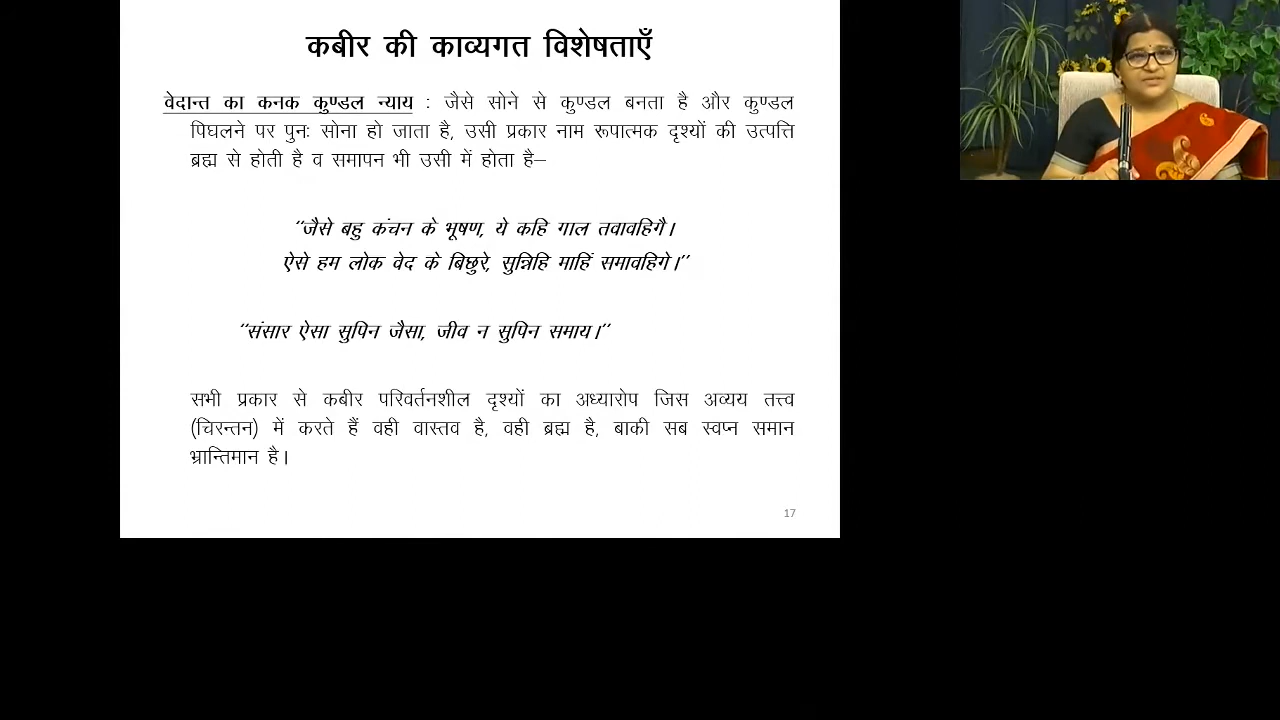 कबीर की काव्यगत विशेषताएँ
वेदान्त का कनक कुण्डल न्याय : जैसे सोने से कुण्डल बनता है और कुण्डल
पिघलने पर पुनः सोना हो जाता है, उसी प्रकार नाम रूपात्मक दृश्यों की उत्पत्ति
ब्रह्म से होती है व समापन भी उसी में होता है–
“जैसे बहु कंचन के भूषण, ये कहि गाल तवावहिगै।
ऐसे हम लोक वेद के बिछुरे, सुन्निहि माहिं समावहिगे।”
“संसार ऐसा सुपिन जैसा, जीव न सुपिन समाय।”
सभी प्रकार से कबीर परिवर्तनशील दृश्यों का अध्यारोप जिस अव्यय तत्त्व
(चिरन्तन) में करते हैं वही वास्तव है, वही ब्रह्म है, बाकी सब स्वप्न समान
भ्रान्तिमान है।
17